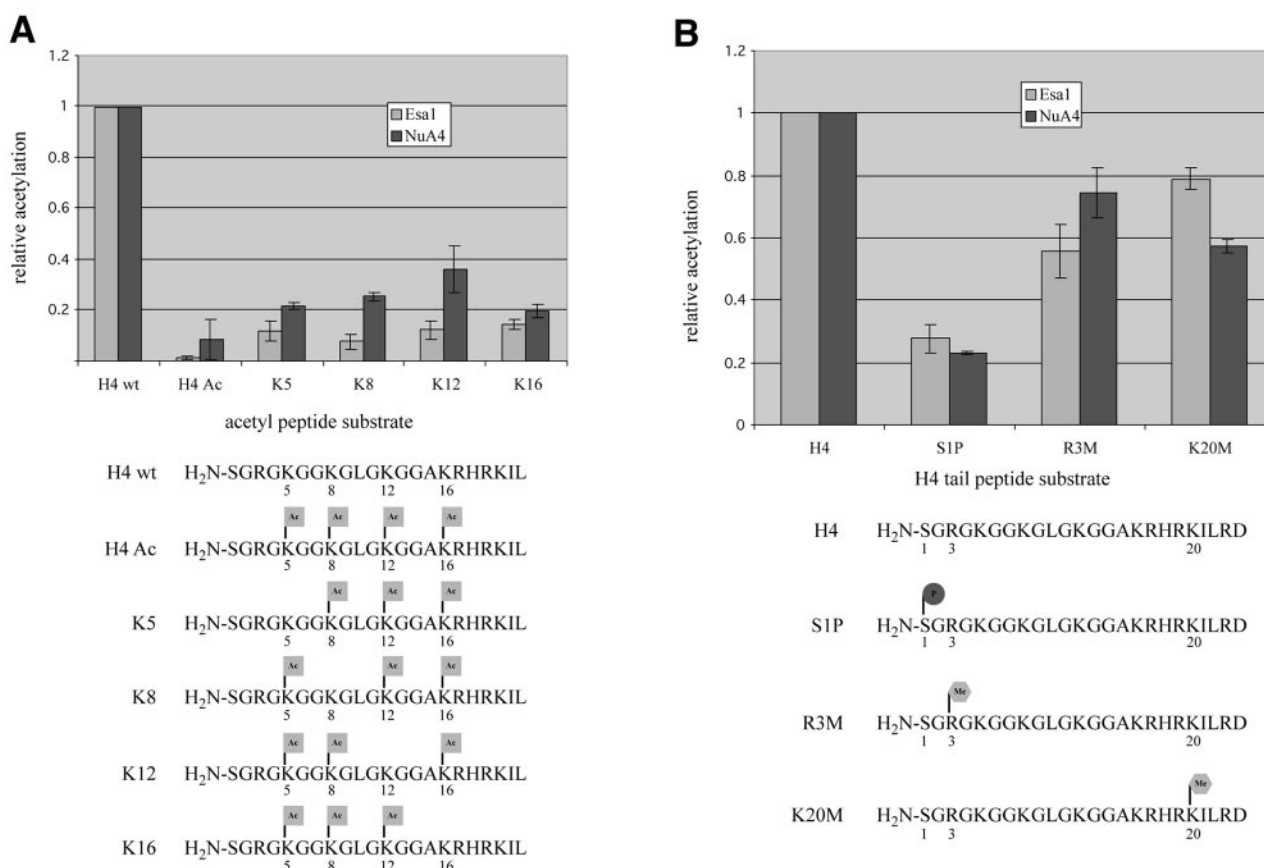 A
1.2
1
0.8
0.6
0.4
0.2
relative acetylation
Esa1
NuA4
H4 wt H4 Ac K5 K8 K12 K16
acetyl peptide substrate
H4 wt H2N-SGRGKGGKGLGKGGAKRHRKIL
5 8 12 16
Ac Ac Ac Ac
H4 Ac H2N-SGRGKGGKGLGKGGAKRHRKIL
5 8 12 16
Ac Ac Ac
K5 H2N-SGRGKGGKGLGKGGAKRHRKIL
5 8 12 16
Ac Ac Ac
K8 H2N-SGRGKGGKGLGKGGAKRHRKIL
5 8 12 16
Ac Ac Ac
K12 H2N-SGRGKGGKGLGKGGAKRHRKIL
5 8 12 16
Ac Ac Ac
K16 H2N-SGRGKGGKGLGKGGAKRHRKIL
5 8 12 16
B
1.2
1
0.8
0.6
0.4
0.2
0
relative acetylation
Esa1
NuA4
H4 S1P R3M K20M
H4 tail peptide substrate
H4 H2N-SGRGKGGKGLGKGGAKRHRKILRD
1 3 20
P
S1P H2N-SGRGKGGKGLGKGGAKRHRKILRD
1 3 20
Me
R3M H2N-SGRGKGGKGLGKGGAKRHRKILRD
1 3 20
Me
K20M H2N-SGRGKGGKGLGKGGAKRHRKILRD
1 3 20